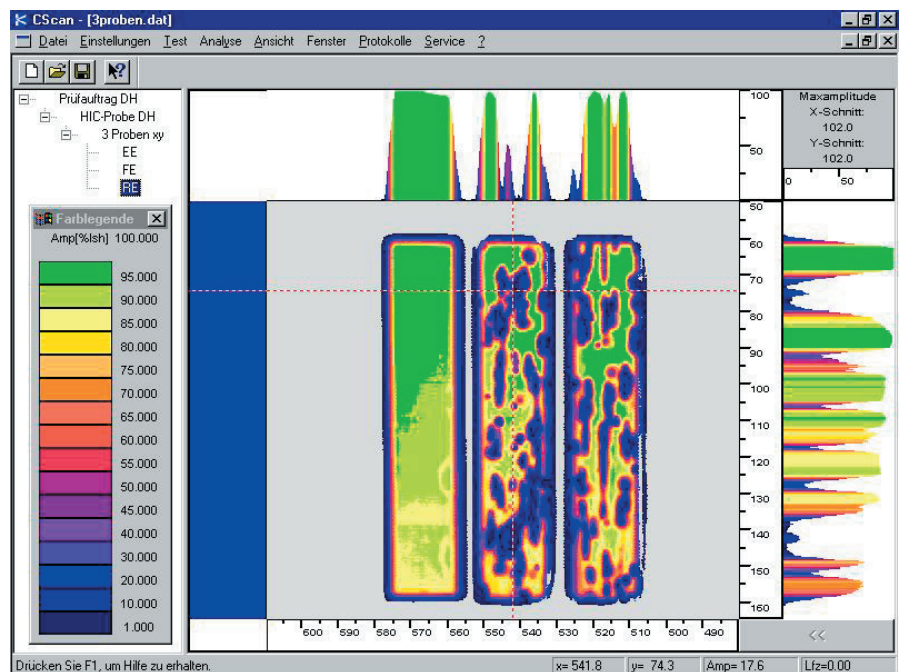 CScan - [3proben.dat]
Datei Einstellungen Test Analyse Ansicht Fenster Protokolle Service ?
Prüfauftrag DH
HIC-Probe DH
3 Proben xy
EE
FE
RE
Farblegende
Amp[%lsh] 100.000
95.000
90.000
85.000
80.000
75.000
70.000
65.000
60.000
55.000
50.000
45.000
40.000
30.000
20.000
10.000
1.000
100
50
Maxamplitude
X-Schnitt:
102.0
Y-Schnitt:
102.0
0 50
50
60
70
80
90
100
110
120
130
140
150
160
600 590 580 570 560 550 540 530 520 510 500 490
<<
Drücken Sie F1, um Hilfe zu erhalten.
x= 541.8 y= 74.3 Amp= 17.6 Lfz=0.00